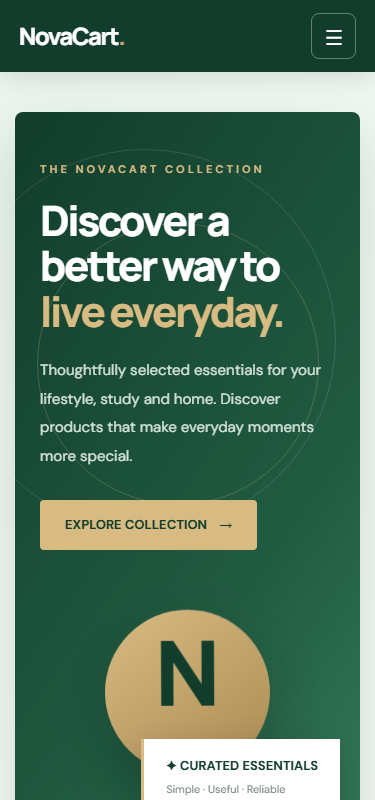 NovaCart.
☰
THE NOVACART COLLECTION
Discover a
better way to
live everyday.
Thoughtfully selected essentials for your
lifestyle, study and home. Discover
products that make everyday moments
more special.
EXPLORE COLLECTION →
N
✦ CURATED ESSENTIALS
Simple · Useful · Reliable